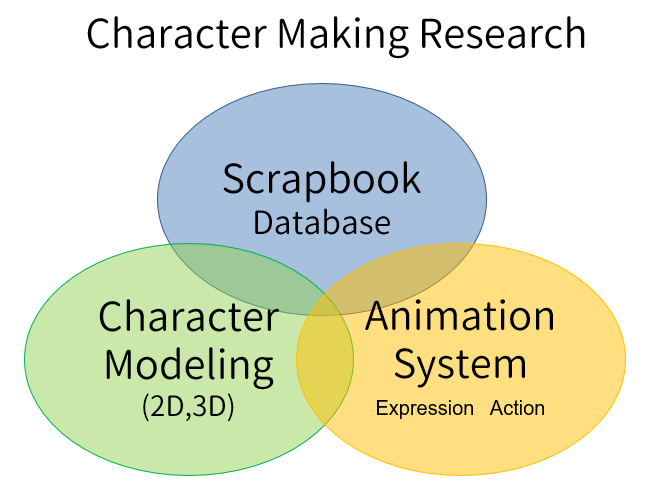 Character Making Research
Scrapbook
Database
Character
Modeling
(2D,3D)
Animation
System
Expression Action